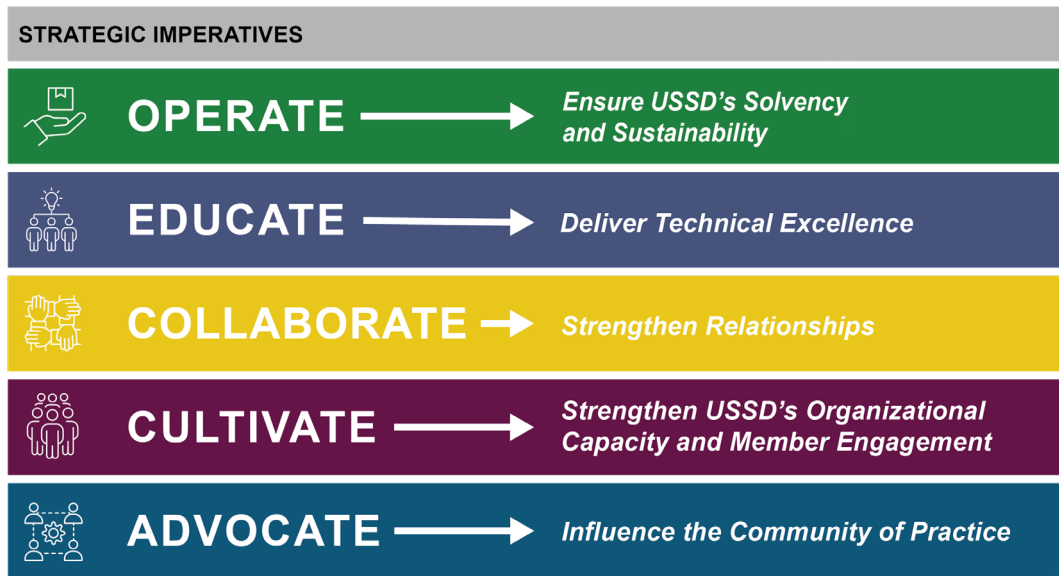 STRATEGIC IMPERATIVES
OPERATE
Ensure USSD’s Solvency
and Sustainability
EDUCATE
Deliver Technical Excellence
COLLABORATE
Strengthen Relationships
CULTIVATE
Strengthen USSD’s Organizational
Capacity and Member Engagement
ADVOCATE
Influence the Community of Practice